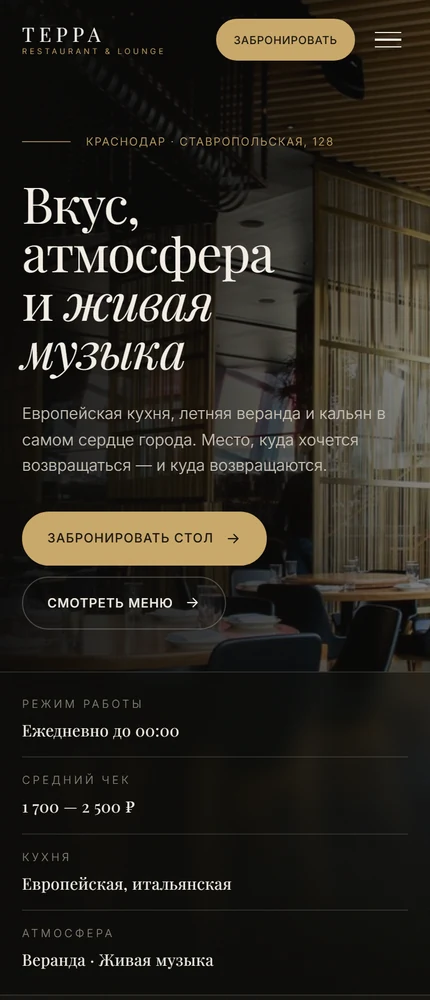 ТЕРРА
RESTAURANT & LOUNGE
ЗАБРОНИРОВАТЬ
КРАСНОДАР · СТАВРОПОЛЬСКАЯ, 128
Вкус,
атмосфера
и живая
музыка
Европейская кухня, летняя веранда и кальян в
самом сердце города. Место, куда хочется
возвращаться — и куда возвращаются.
ЗАБРОНИРОВАТЬ СТОЛ →
СМОТРЕТЬ МЕНЮ →
РЕЖИМ РАБОТЫ
Ежедневно до 00:00
СРЕДНИЙ ЧЕК
1 700 — 2 500 ₽
КУХНЯ
Европейская, итальянская
АТМОСФЕРА
Веранда · Живая музыка